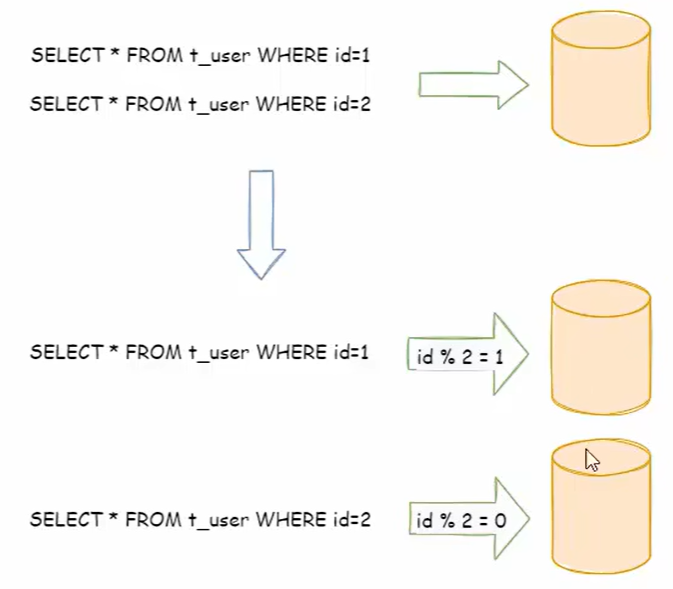 SELECT * FROM t_user WHERE id=1
SELECT * FROM t_user WHERE id=2
SELECT * FROM t_user WHERE id=1
id % 2 = 1
SELECT * FROM t_user WHERE id=2
id % 2 = 0